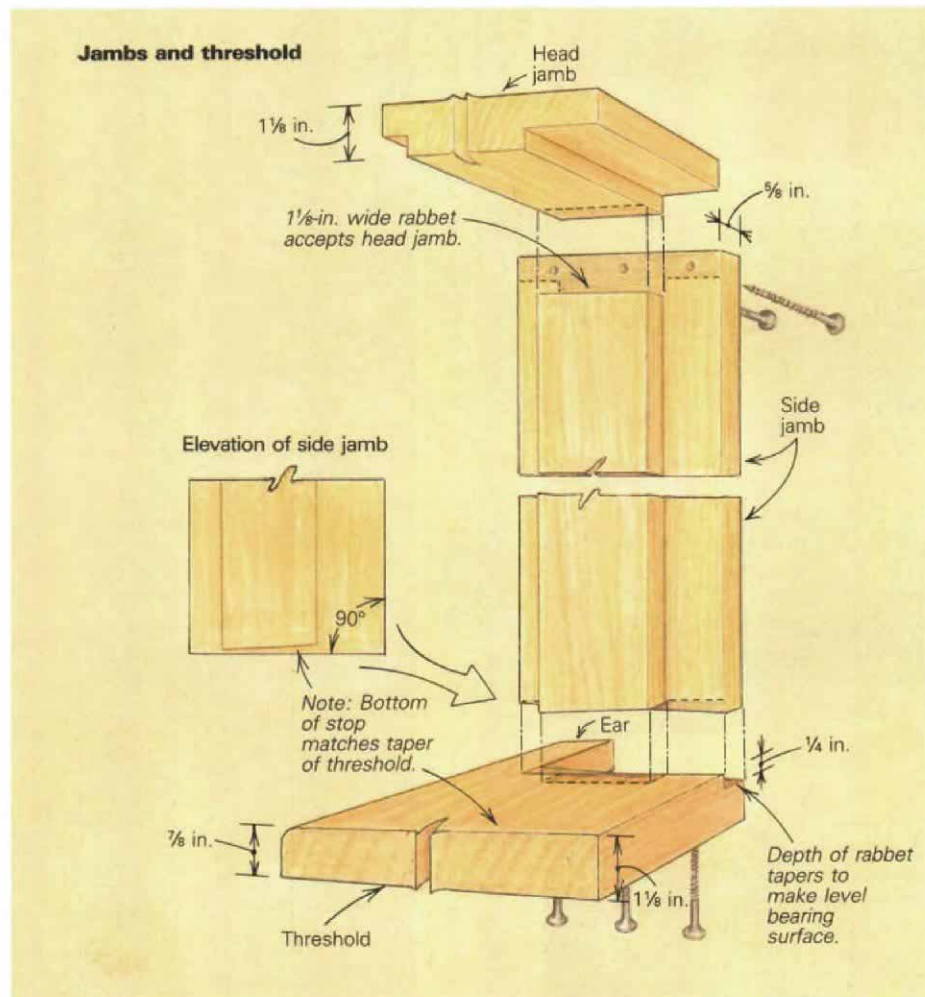 Jambs and threshold
Head
jamb
1⅛ in.
⅝ in.
1⅛-in. wide rabbet
accepts head jamb.
Side
jamb
Elevation of side jamb
90°
Note: Bottom
of stop
matches taper
of threshold.
Ear
¼ in.
⅞ in.
1⅛ in.
Depth of rabbet
tapers to
make level
bearing
surface.
Threshold